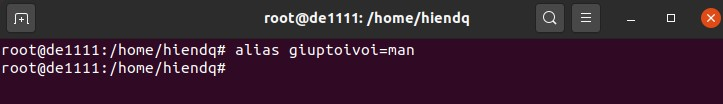 root@de1111: /home/hiendq
root@de1111:/home/hiendq# alias giuptoivoi=man
root@de1111:/home/hiendq#